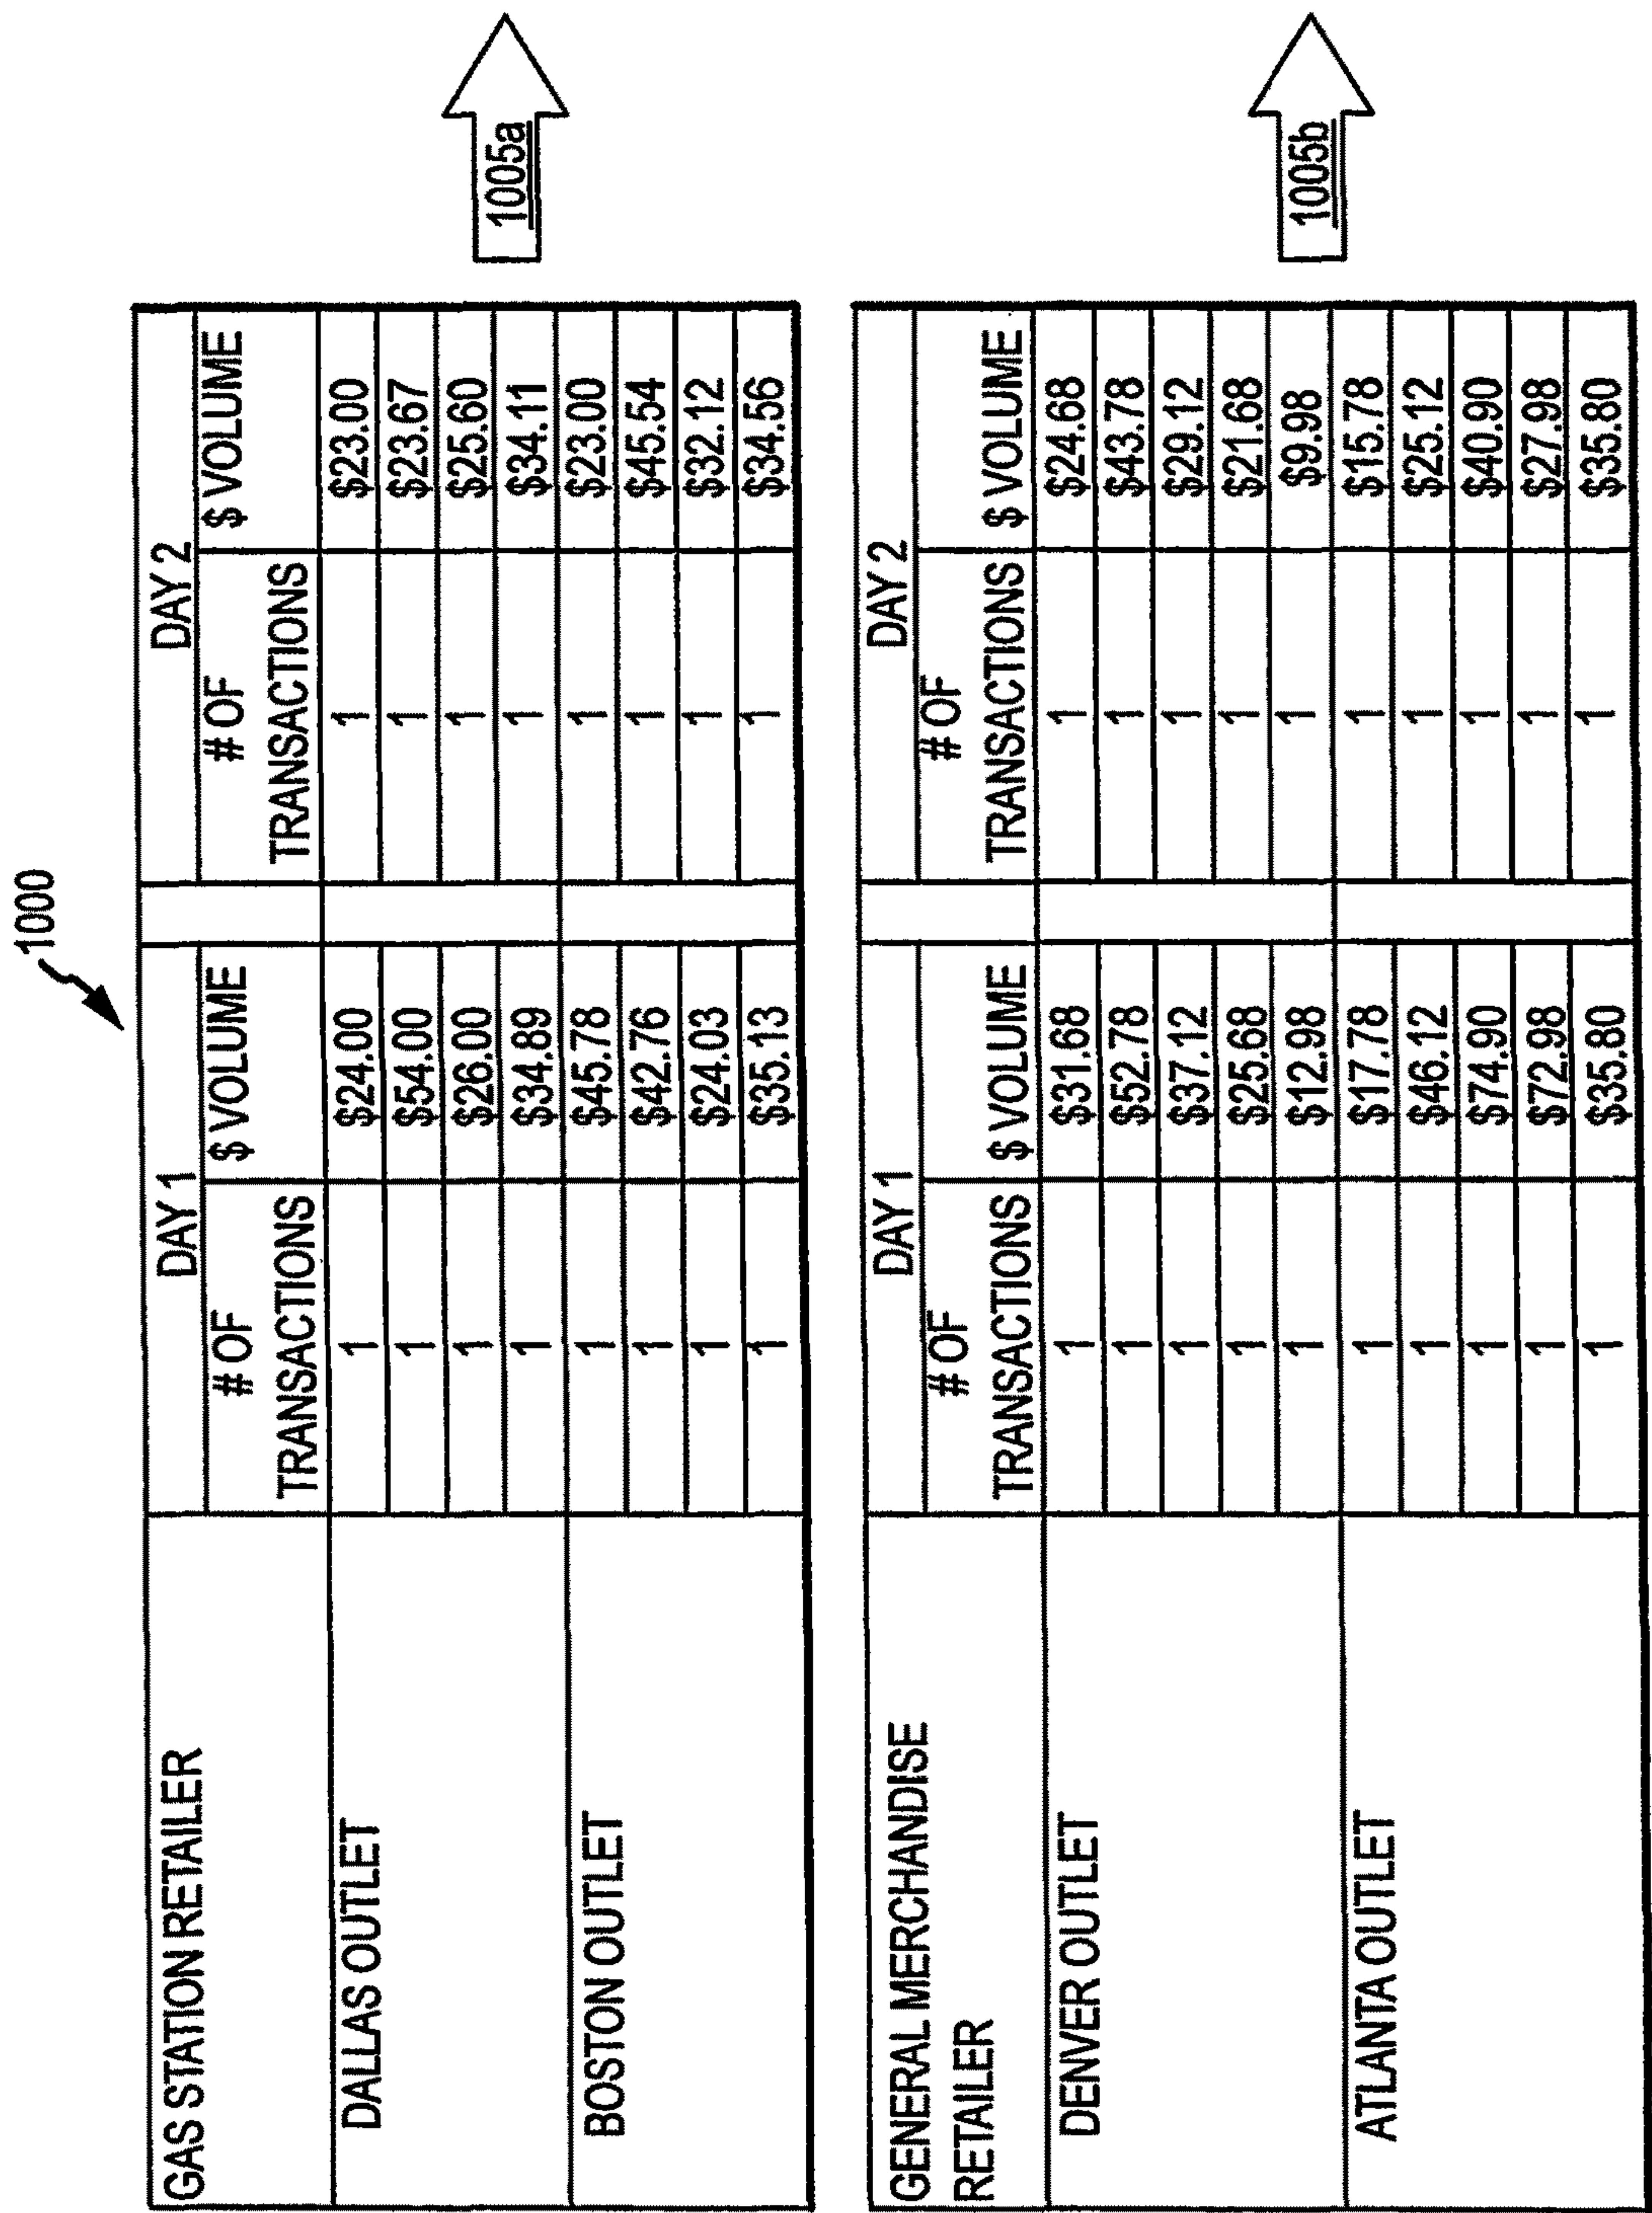 1000
GAS STATION RETAILER DAY 1 DAY 2
# OF $ VOLUME # OF $ VOLUME
TRANSACTIONS TRANSACTIONS
DALLAS OUTLET 1 $24.00 1 $23.00
1 $54.00 1 $23.67
1 $26.00 1 $25.60
1 $34.89 1 $34.11
BOSTON OUTLET 1 $45.78 1 $23.00
1 $42.76 1 $45.54
1 $24.03 1 $32.12
1 $35.13 1 $34.56
1005a
GENERAL MERCHANDISE DAY 1 DAY 2
RETAILER # OF # OF
TRANSACTIONS $ VOLUME TRANSACTIONS $ VOLUME
DENVER OUTLET 1 $31.68 1 $24.68
1 $52.78 1 $43.78
1 $37.12 1 $29.12
1 $25.68 1 $21.68
1 $12.98 1 $9.98
ATLANTA OUTLET 1 $17.78 1 $15.78
1 $46.12 1 $25.12
1 $74.90 1 $40.90
1 $72.98 1 $27.98
1 $35.80 1 $35.80
1005b